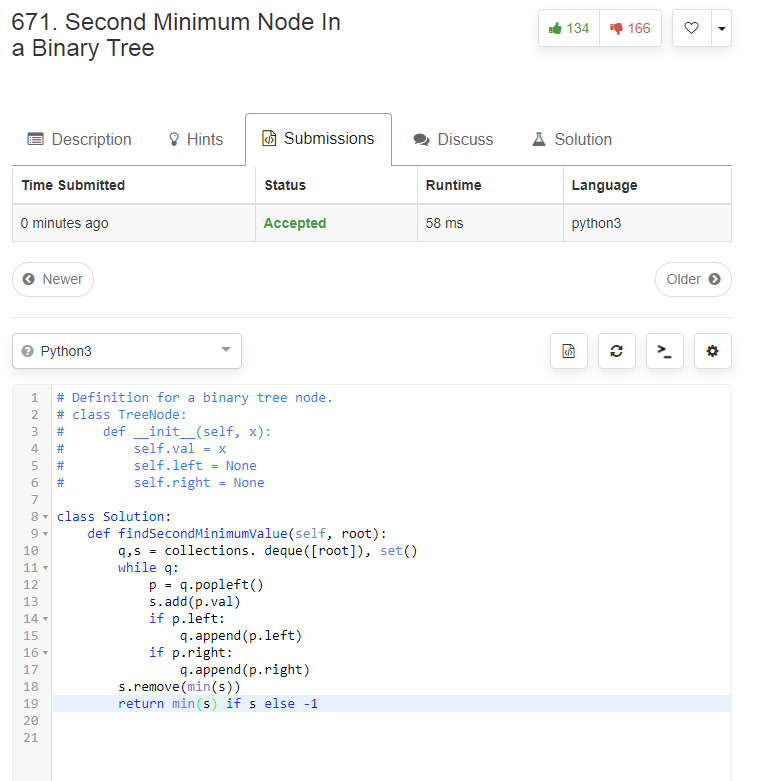 671. Second Minimum Node In
a Binary Tree
134 166
Description Hints Submissions Discuss Solution
Time Submitted Status Runtime Language
0 minutes ago Accepted 58 ms python3
Newer Older
Python3
1 # Definition for a binary tree node.
2 # class TreeNode:
3 #     def __init__(self, x):
4 #         self.val = x
5 #         self.left = None
6 #         self.right = None
7
8 class Solution:
9     def findSecondMinimumValue(self, root):
10         q,s = collections. deque([root]), set()
11         while q:
12             p = q.popleft()
13             s.add(p.val)
14             if p.left:
15                 q.append(p.left)
16             if p.right:
17                 q.append(p.right)
18         s.remove(min(s))
19         return min(s) if s else -1
20
21